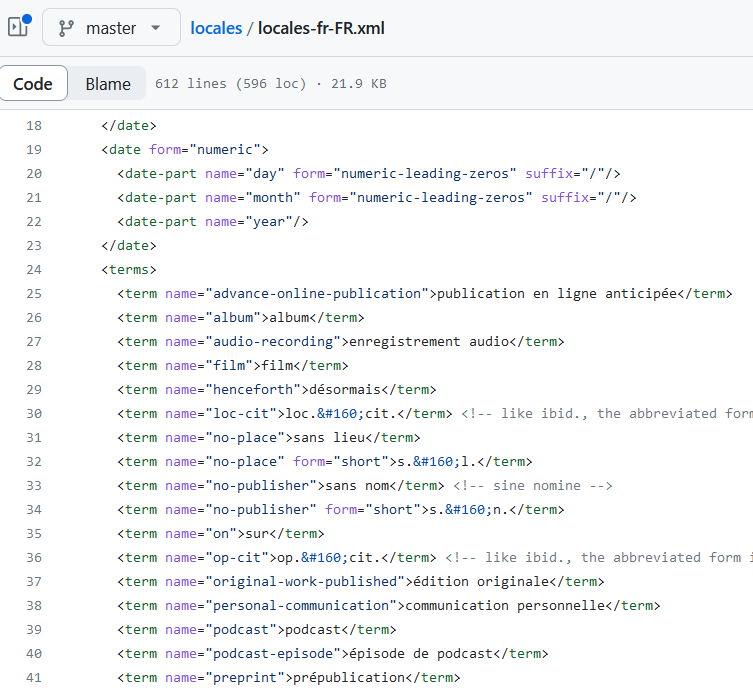 master
locales / locales-fr-FR.xml
Code Blame 612 lines (596 loc) · 21.9 KB
18 </date>
19 <date form="numeric">
20 <date-part name="day" form="numeric-leading-zeros" suffix="/"/>
21 <date-part name="month" form="numeric-leading-zeros" suffix="/"/>
22 <date-part name="year"/>
23 </date>
24 <terms>
25 <term name="advance-online-publication">publication en ligne anticipée</term>
26 <term name="album">album</term>
27 <term name="audio-recording">enregistrement audio</term>
28 <term name="film">film</term>
29 <term name="henceforth">désormais</term>
30 <term name="loc-cit">loc.&#160;cit.</term> <!-- like ibid., the abbreviated form
31 <term name="no-place">sans lieu</term>
32 <term name="no-place" form="short">s.&#160;l.</term>
33 <term name="no-publisher">sans nom</term> <!-- sine nomine -->
34 <term name="no-publisher" form="short">s.&#160;n.</term>
35 <term name="on">sur</term>
36 <term name="op-cit">op.&#160;cit.</term> <!-- like ibid., the abbreviated form i
37 <term name="original-work-published">édition originale</term>
38 <term name="personal-communication">communication personnelle</term>
39 <term name="podcast">podcast</term>
40 <term name="podcast-episode">épisode de podcast</term>
41 <term name="preprint">prépublication</term>